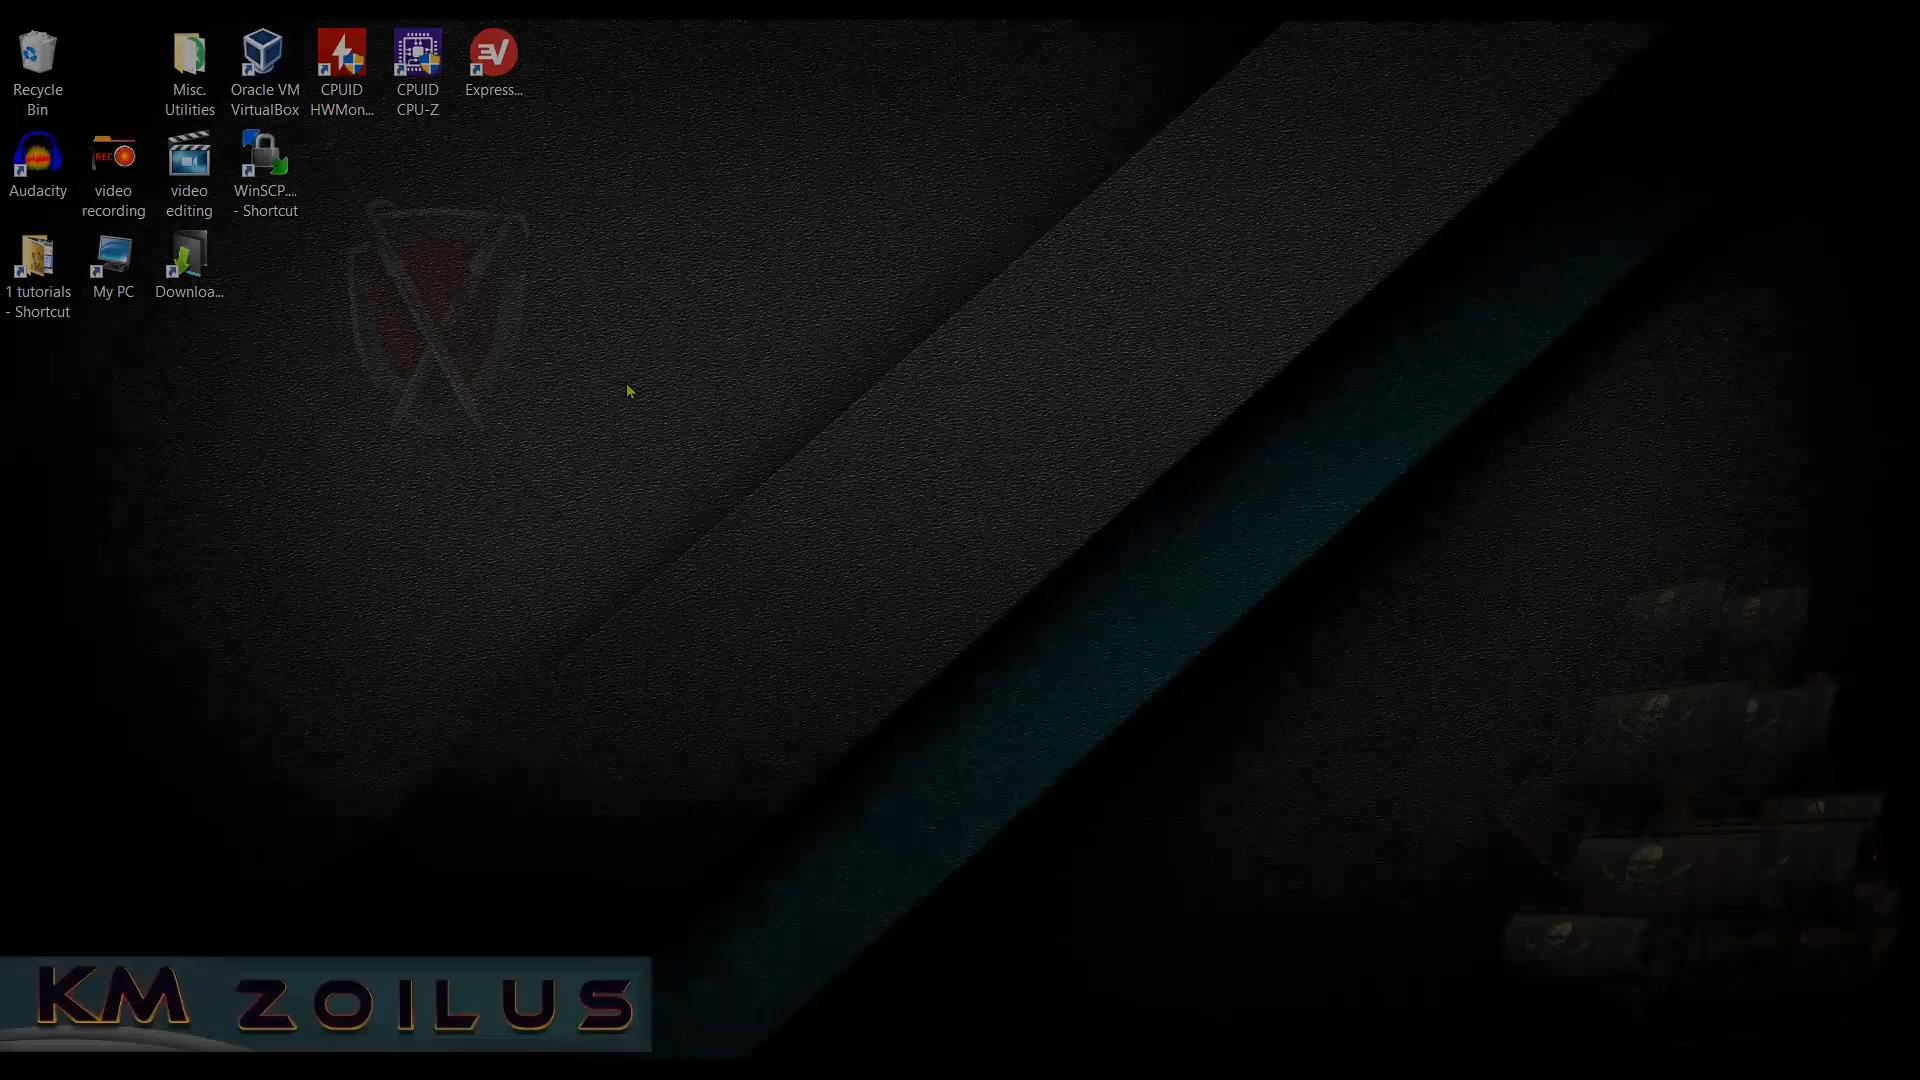 Recycle
Bin
Misc.
Utilities
Oracle VM
VirtualBox
CPUID
HWMon...
CPUID
CPU-Z
Express...
Audacity
REC
video
recording
video
editing
WinSCP....
- Shortcut
1 tutorials
- Shortcut
My PC
Downloa...
KM ZOILUS